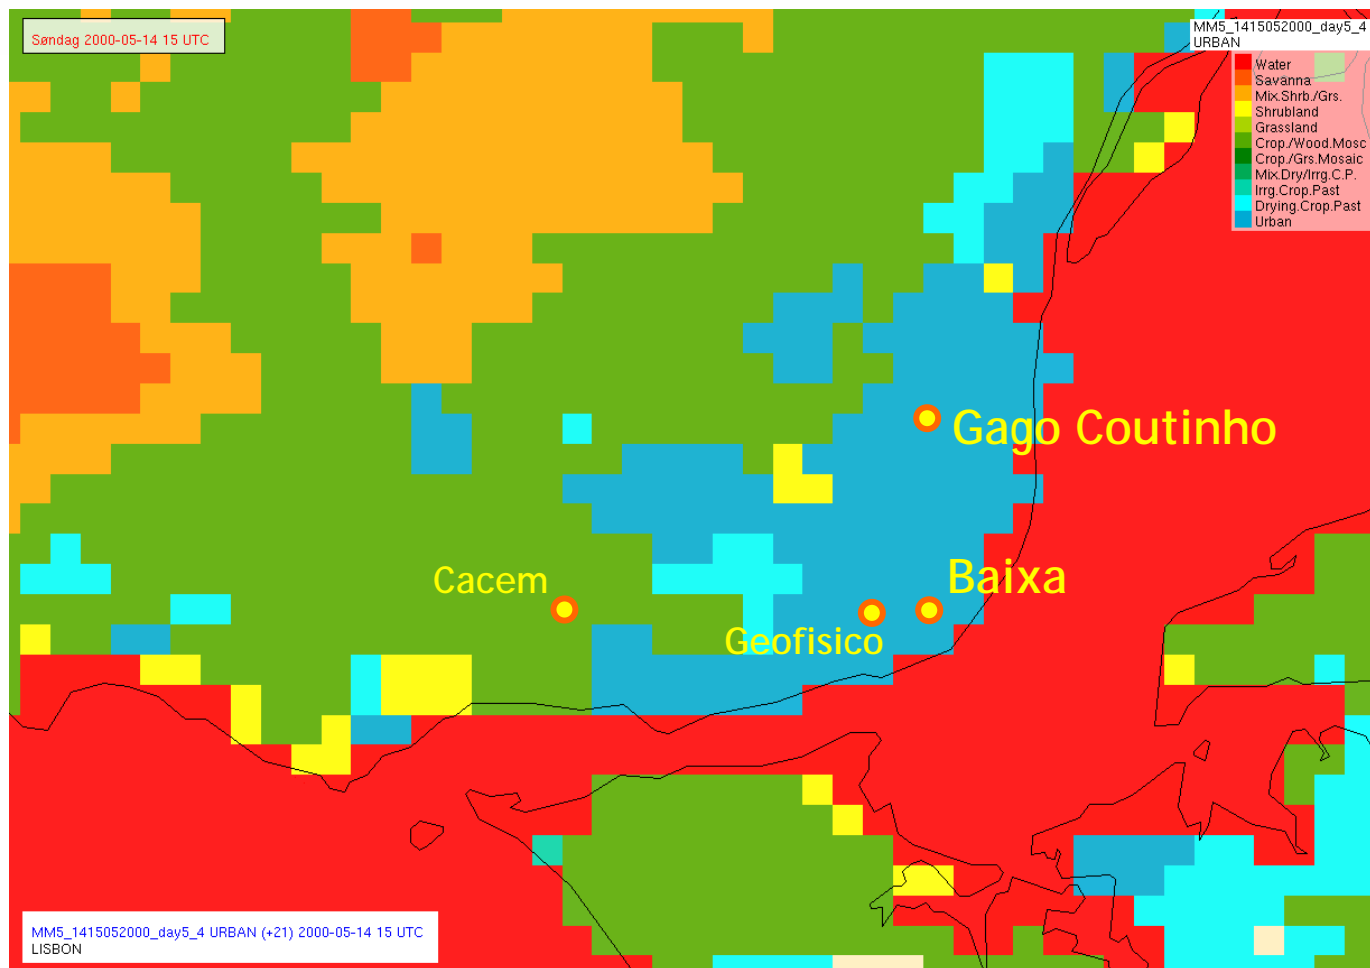 Søndag 2000-05-14 15 UTC
MM5_1415052000_day5_4
URBAN
Water
Savanna
Mix.Shrb./Grs.
Shrubland
Grassland
Crop./Wood.Mosc
Crop./Grs.Mosaic
Mix.Dry/Irrg.C.P.
Irrg.Crop.Past
Drying.Crop.Past
Urban
Gago Coutinho
Cacem
Baixa
Geofisico
MM5_1415052000_day5_4 URBAN (+21) 2000-05-14 15 UTC
LISBON